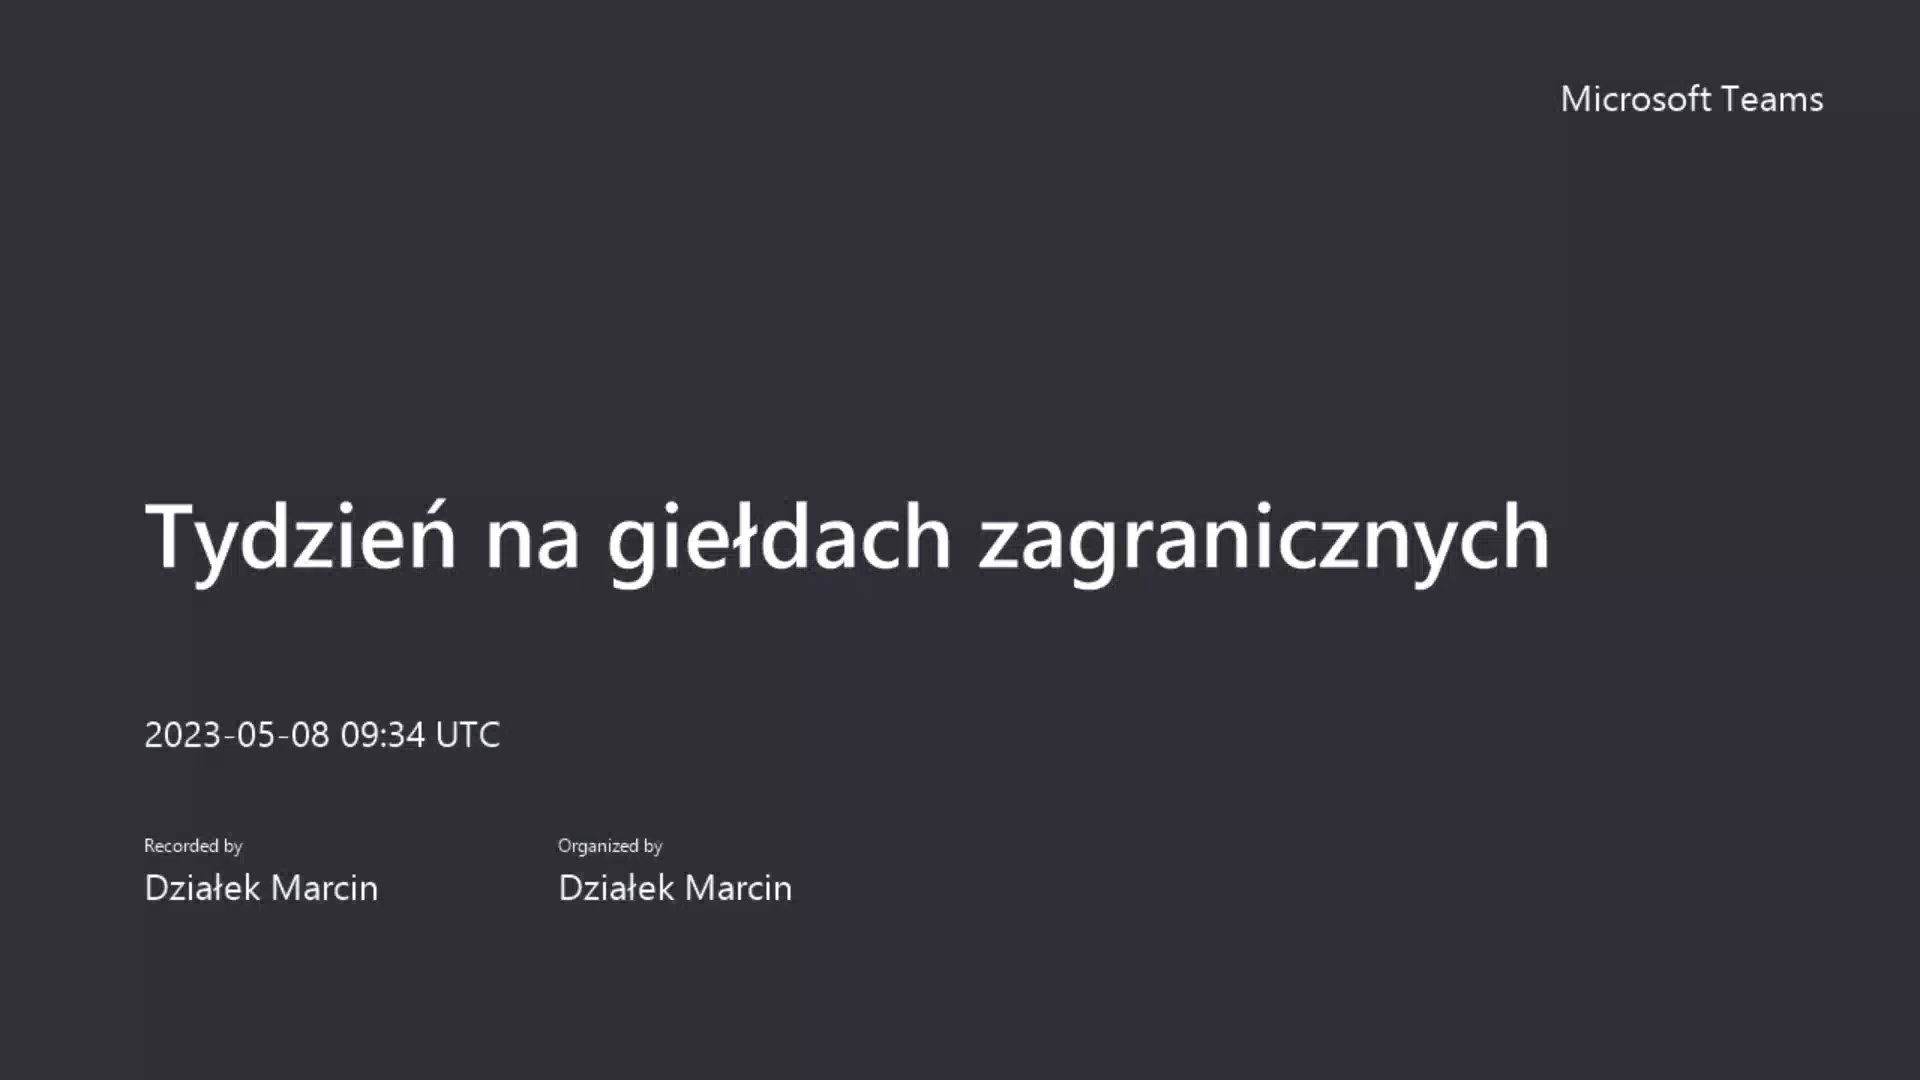 Microsoft Teams
Tydzień na giełdach zagranicznych
2023-05-08 09:34 UTC
Recorded by
Działek Marcin
Organized by
Działek Marcin